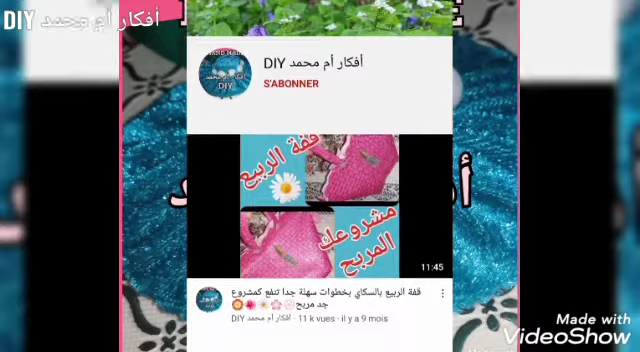 أفكار أم محمد DIY
أفكار أم محمد DIY
S'ABONNER
DIY
قفة الربيع
مشروعك
المربح
11:45
قفة الربيع بالسكاي بخطوات سهلة جدا تنفع كمشروع
جد مربح
أفكار أم محمد DIY · 11 k vues · il y a 9 mois
Made with
VideoShow